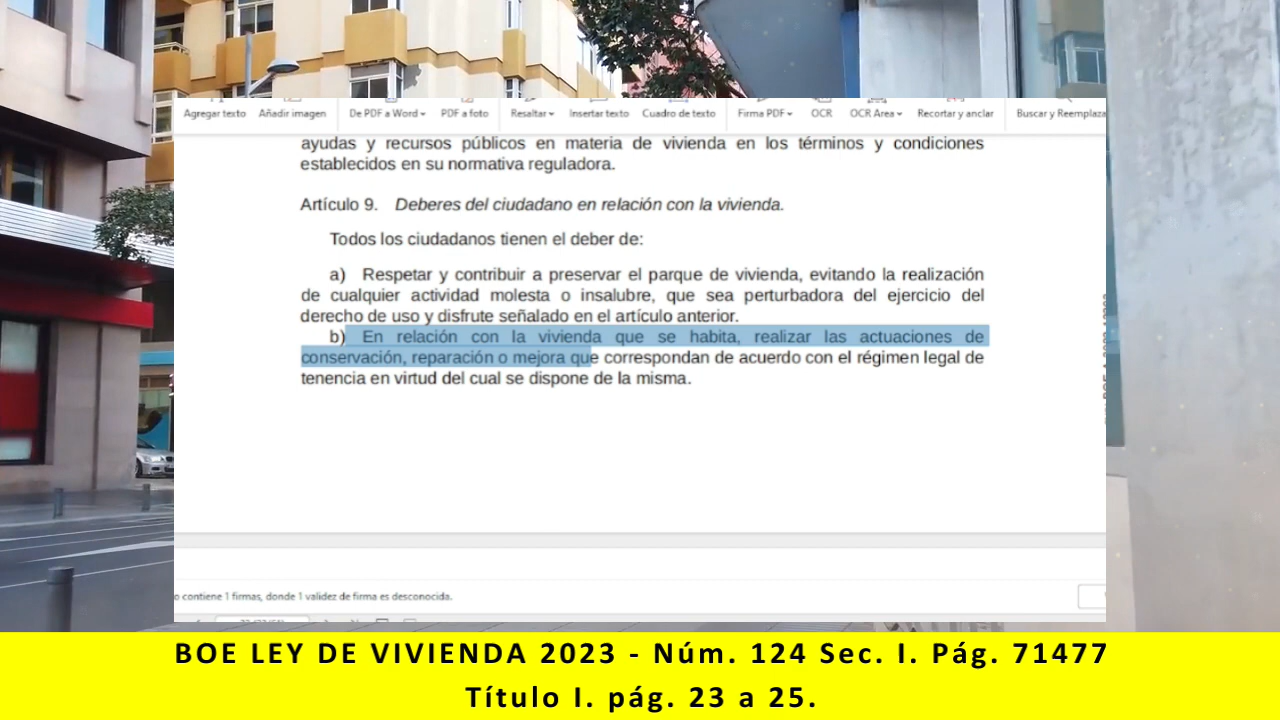 Agregar texto Añadir imagen De PDF a Word PDF a foto Resaltar Insertar texto Cuadro de texto Firma PDF OCR OCR Area Recortar y anclar Buscar y Reemplaza
ayudas y recursos públicos en materia de vivienda en los términos y condiciones
establecidos en su normativa reguladora.
Artículo 9. Deberes del ciudadano en relación con la vivienda.
Todos los ciudadanos tienen el deber de:
a) Respetar y contribuir a preservar el parque de vivienda, evitando la realización
de cualquier actividad molesta o insalubre, que sea perturbadora del ejercicio del
derecho de uso y disfrute señalado en el artículo anterior.
b) En relación con la vivienda que se habita, realizar las actuaciones de
conservación, reparación o mejora que correspondan de acuerdo con el régimen legal de
tenencia en virtud del cual se dispone de la misma.
o contiene 1 firmas, donde 1 validez de firma es desconocida.
BOE LEY DE VIVIENDA 2023 - Núm. 124 Sec. I. Pág. 71477
Título I. pág. 23 a 25.